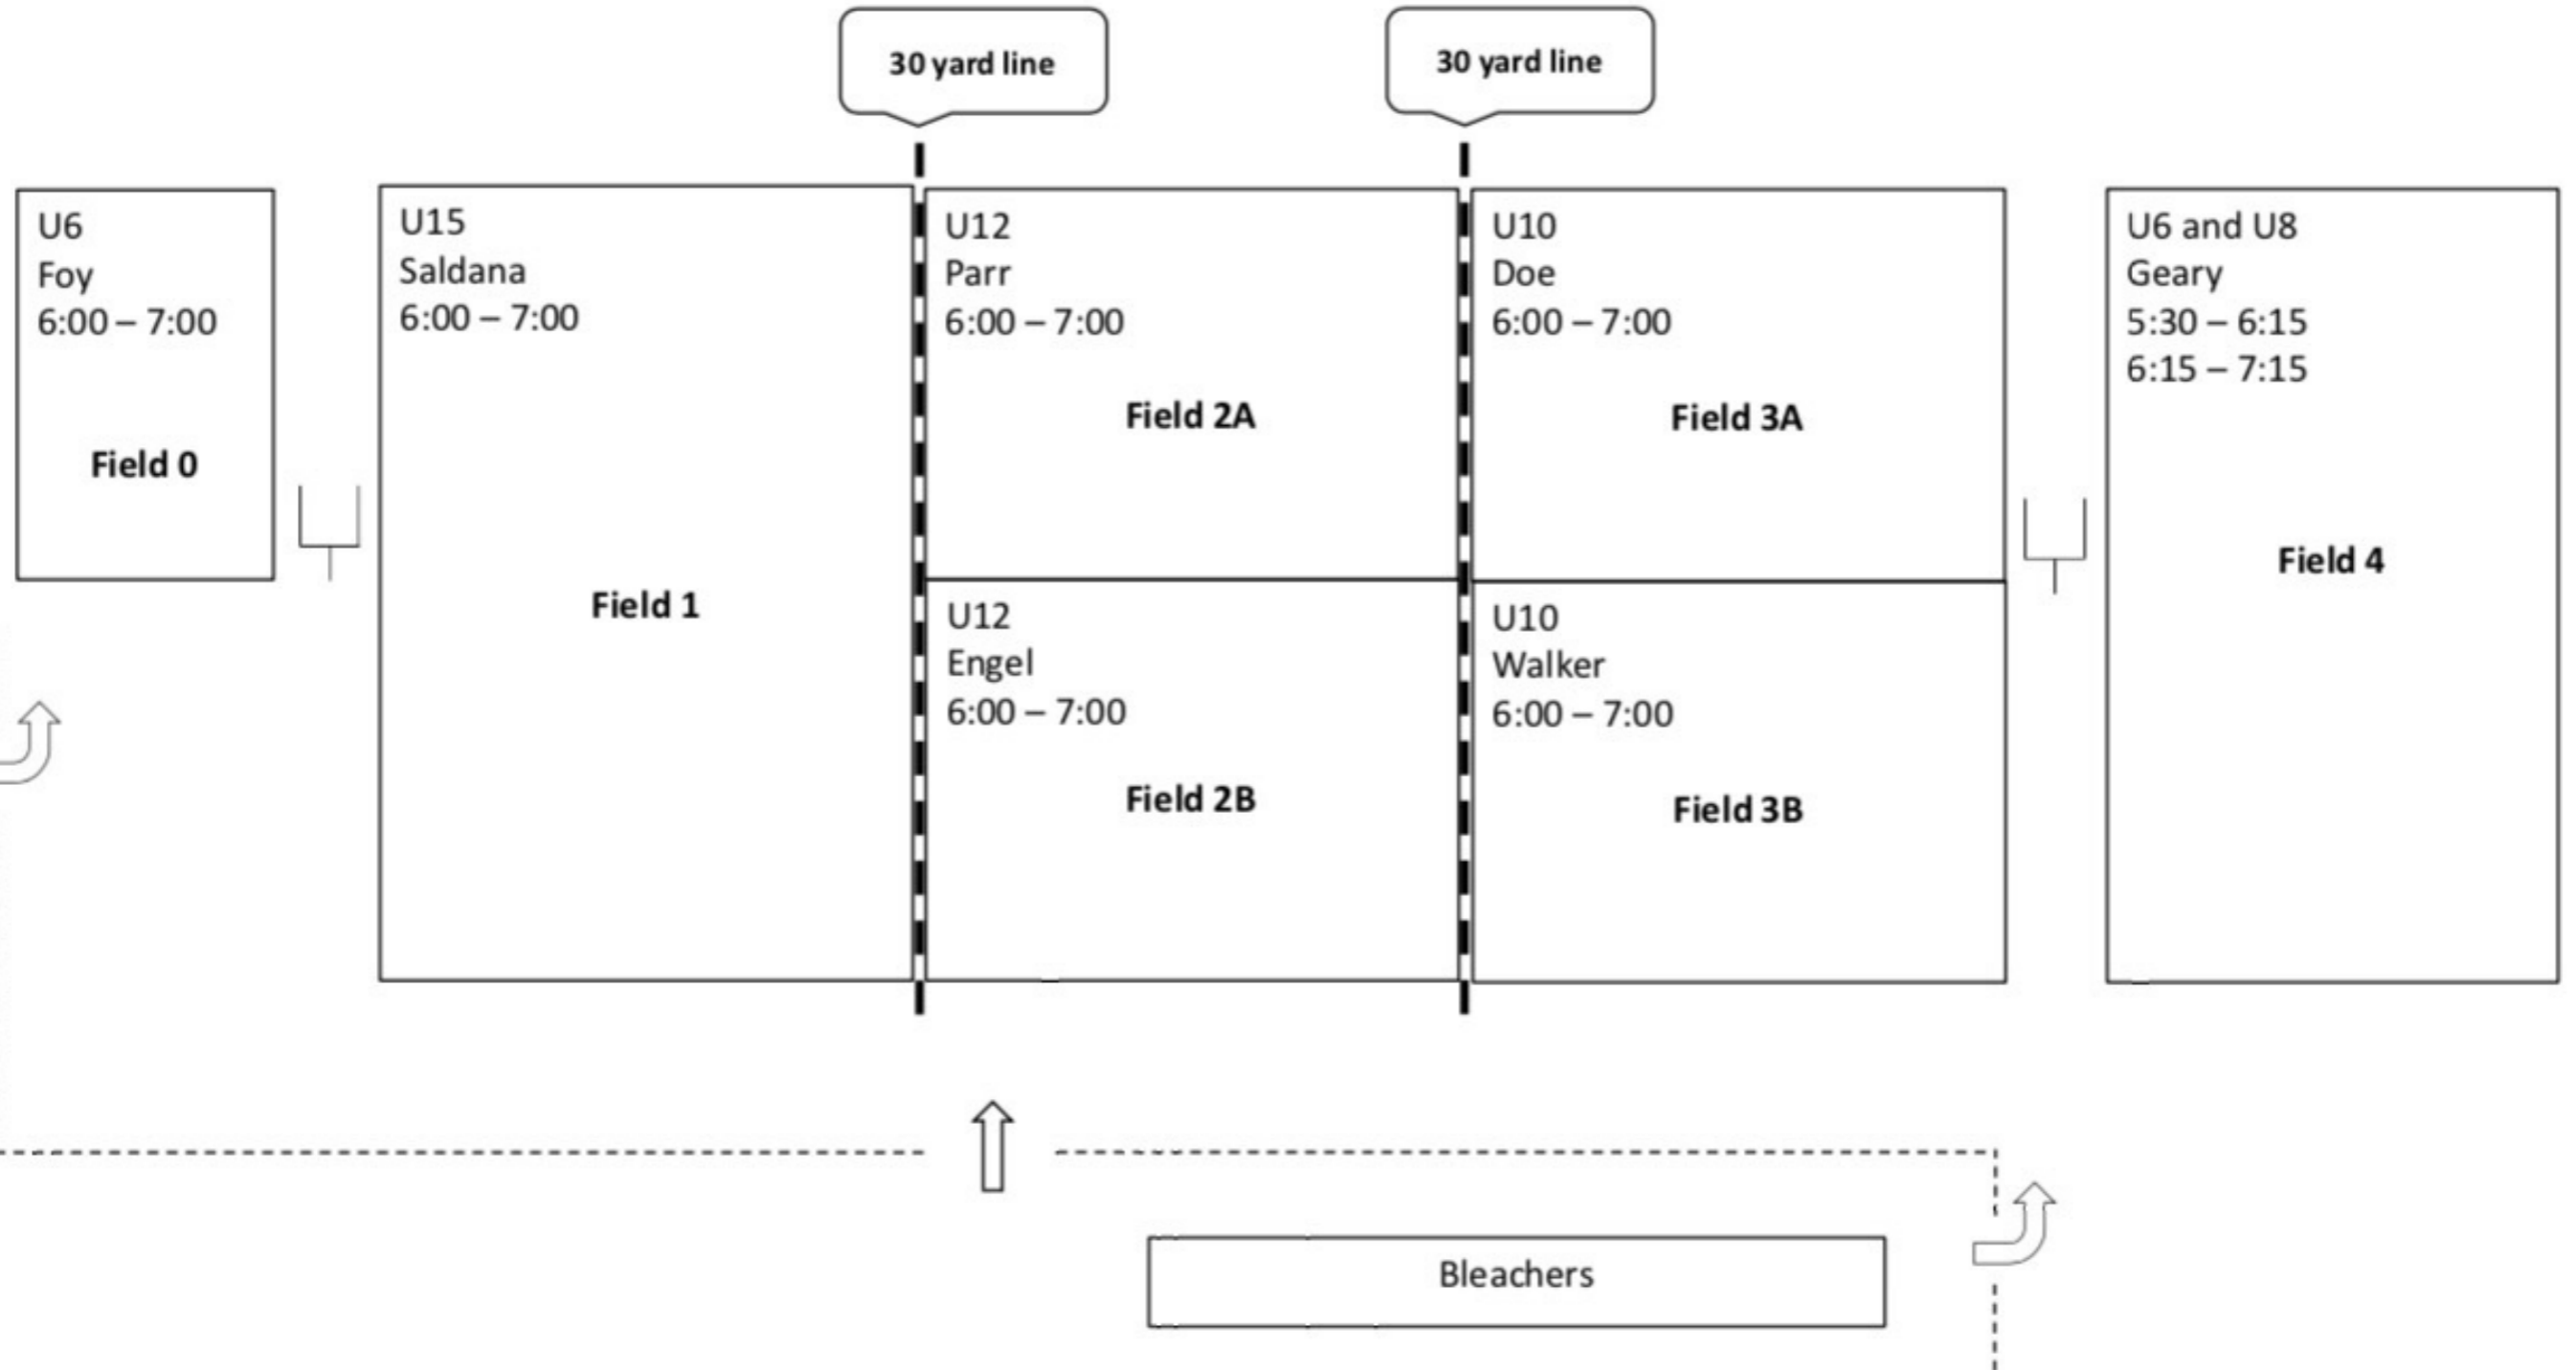 30 yard line
30 yard line
U6
Foy
6:00 – 7:00
Field 0
U15
Saldana
6:00 – 7:00
Field 1
U12
Parr
6:00 – 7:00
Field 2A
U12
Engel
6:00 – 7:00
Field 2B
U10
Doe
6:00 – 7:00
Field 3A
U10
Walker
6:00 – 7:00
Field 3B
U6 and U8
Geary
5:30 – 6:15
6:15 – 7:15
Field 4
Bleachers